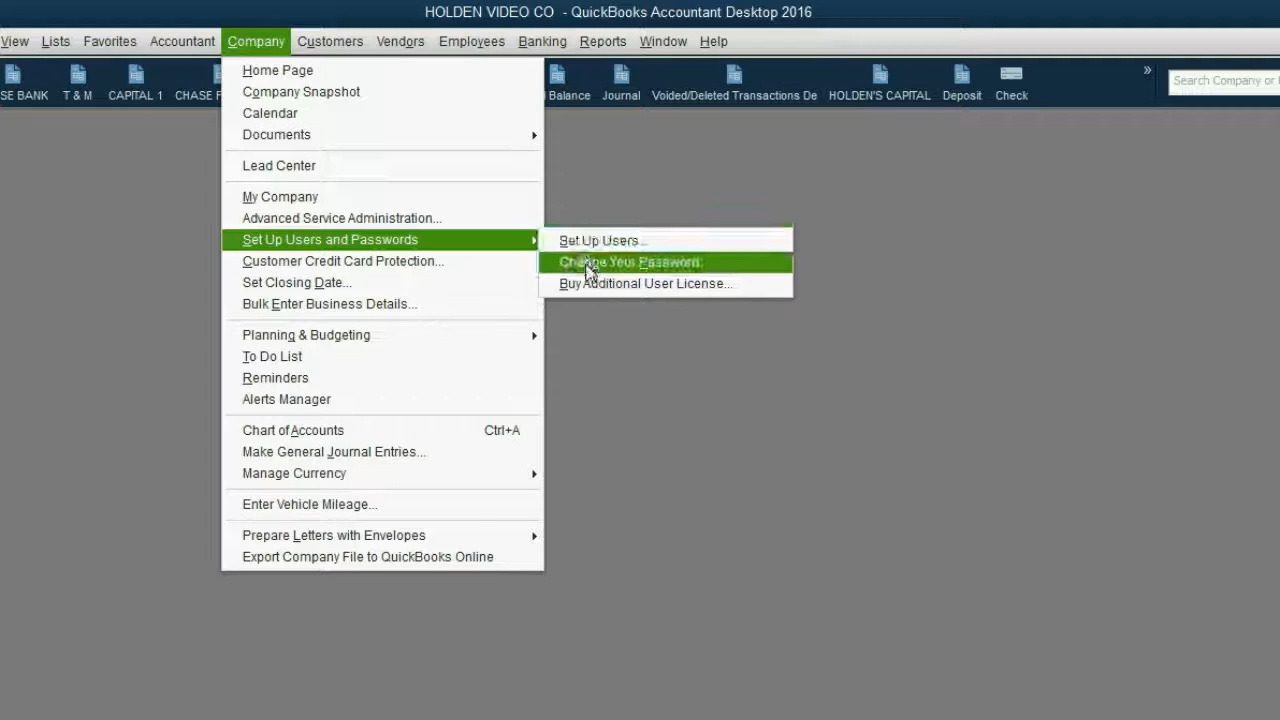 HOLDEN VIDEO CO - QuickBooks Accountant Desktop 2016
View Lists Favorites Accountant Company Customers Vendors Employees Banking Reports Window Help
SE BANK T & M CAPITAL 1 CHASE F l Balance Journal Voided/Deleted Transactions De HOLDEN'S CAPITAL Deposit Check » Search Company or
Home Page
Company Snapshot
Calendar
Documents
Lead Center
My Company
Advanced Service Administration...
Set Up Users and Passwords
Set Up Users...
Customer Credit Card Protection...
Change Your Password
Set Closing Date...
Buy Additional User License...
Bulk Enter Business Details...
Planning & Budgeting
To Do List
Reminders
Alerts Manager
Chart of Accounts Ctrl+A
Make General Journal Entries...
Manage Currency
Enter Vehicle Mileage...
Prepare Letters with Envelopes
Export Company File to QuickBooks Online